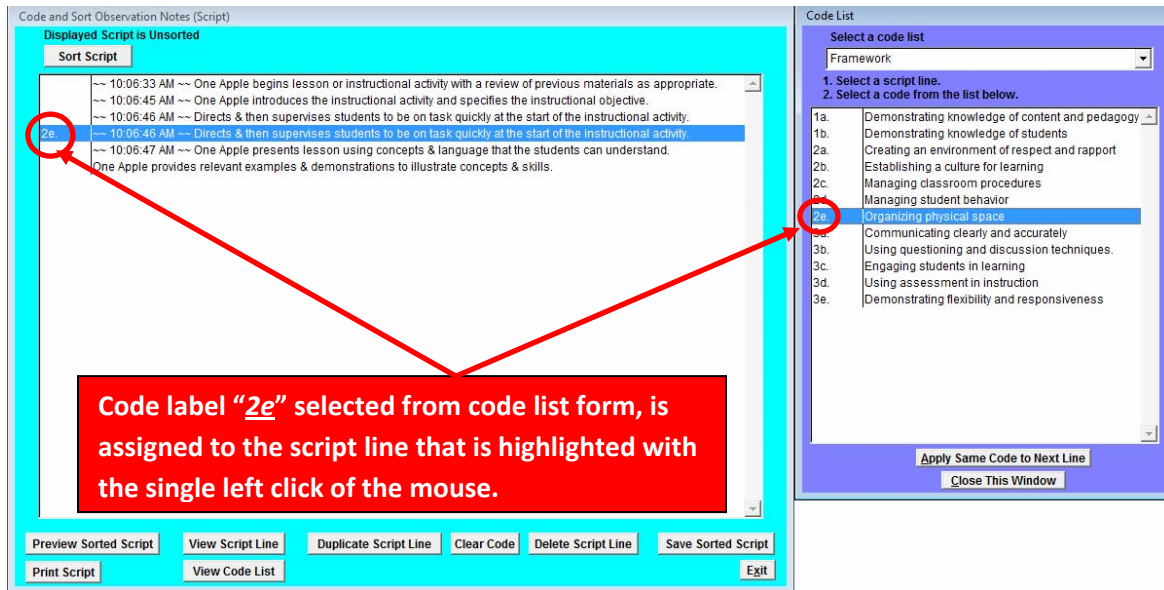 Code and Sort Observation Notes (Script)
Displayed Script is Unsorted
Sort Script
~~ 10:06:33 AM ~~ One Apple begins lesson or instructional activity with a review of previous materials as appropriate.
~~ 10:06:45 AM ~~ One Apple introduces the instructional activity and specifies the instructional objective.
~~ 10:06:46 AM ~~ Directs & then supervises students to be on task quickly at the start of the instructional activity.
2e. ~~ 10:06:46 AM ~~ Directs & then supervises students to be on task quickly at the start of the instructional activity.
~~ 10:06:47 AM ~~ One Apple presents lesson using concepts & language that the students can understand.
One Apple provides relevant examples & demonstrations to illustrate concepts & skills.
Code label “2e” selected from code list form, is
assigned to the script line that is highlighted with
the single left click of the mouse.
Preview Sorted Script
View Script Line
Duplicate Script Line
Clear Code
Delete Script Line
Save Sorted Script
Print Script
View Code List
Exit
Code List
Select a code list
Framework
1. Select a script line.
2. Select a code from the list below.
1a. Demonstrating knowledge of content and pedagogy
1b. Demonstrating knowledge of students
2a. Creating an environment of respect and rapport
2b. Establishing a culture for learning
2c. Managing classroom procedures
2d. Managing student behavior
2e. Organizing physical space
3a. Communicating clearly and accurately
3b. Using questioning and discussion techniques.
3c. Engaging students in learning
3d. Using assessment in instruction
3e. Demonstrating flexibility and responsiveness
Apply Same Code to Next Line
Close This Window